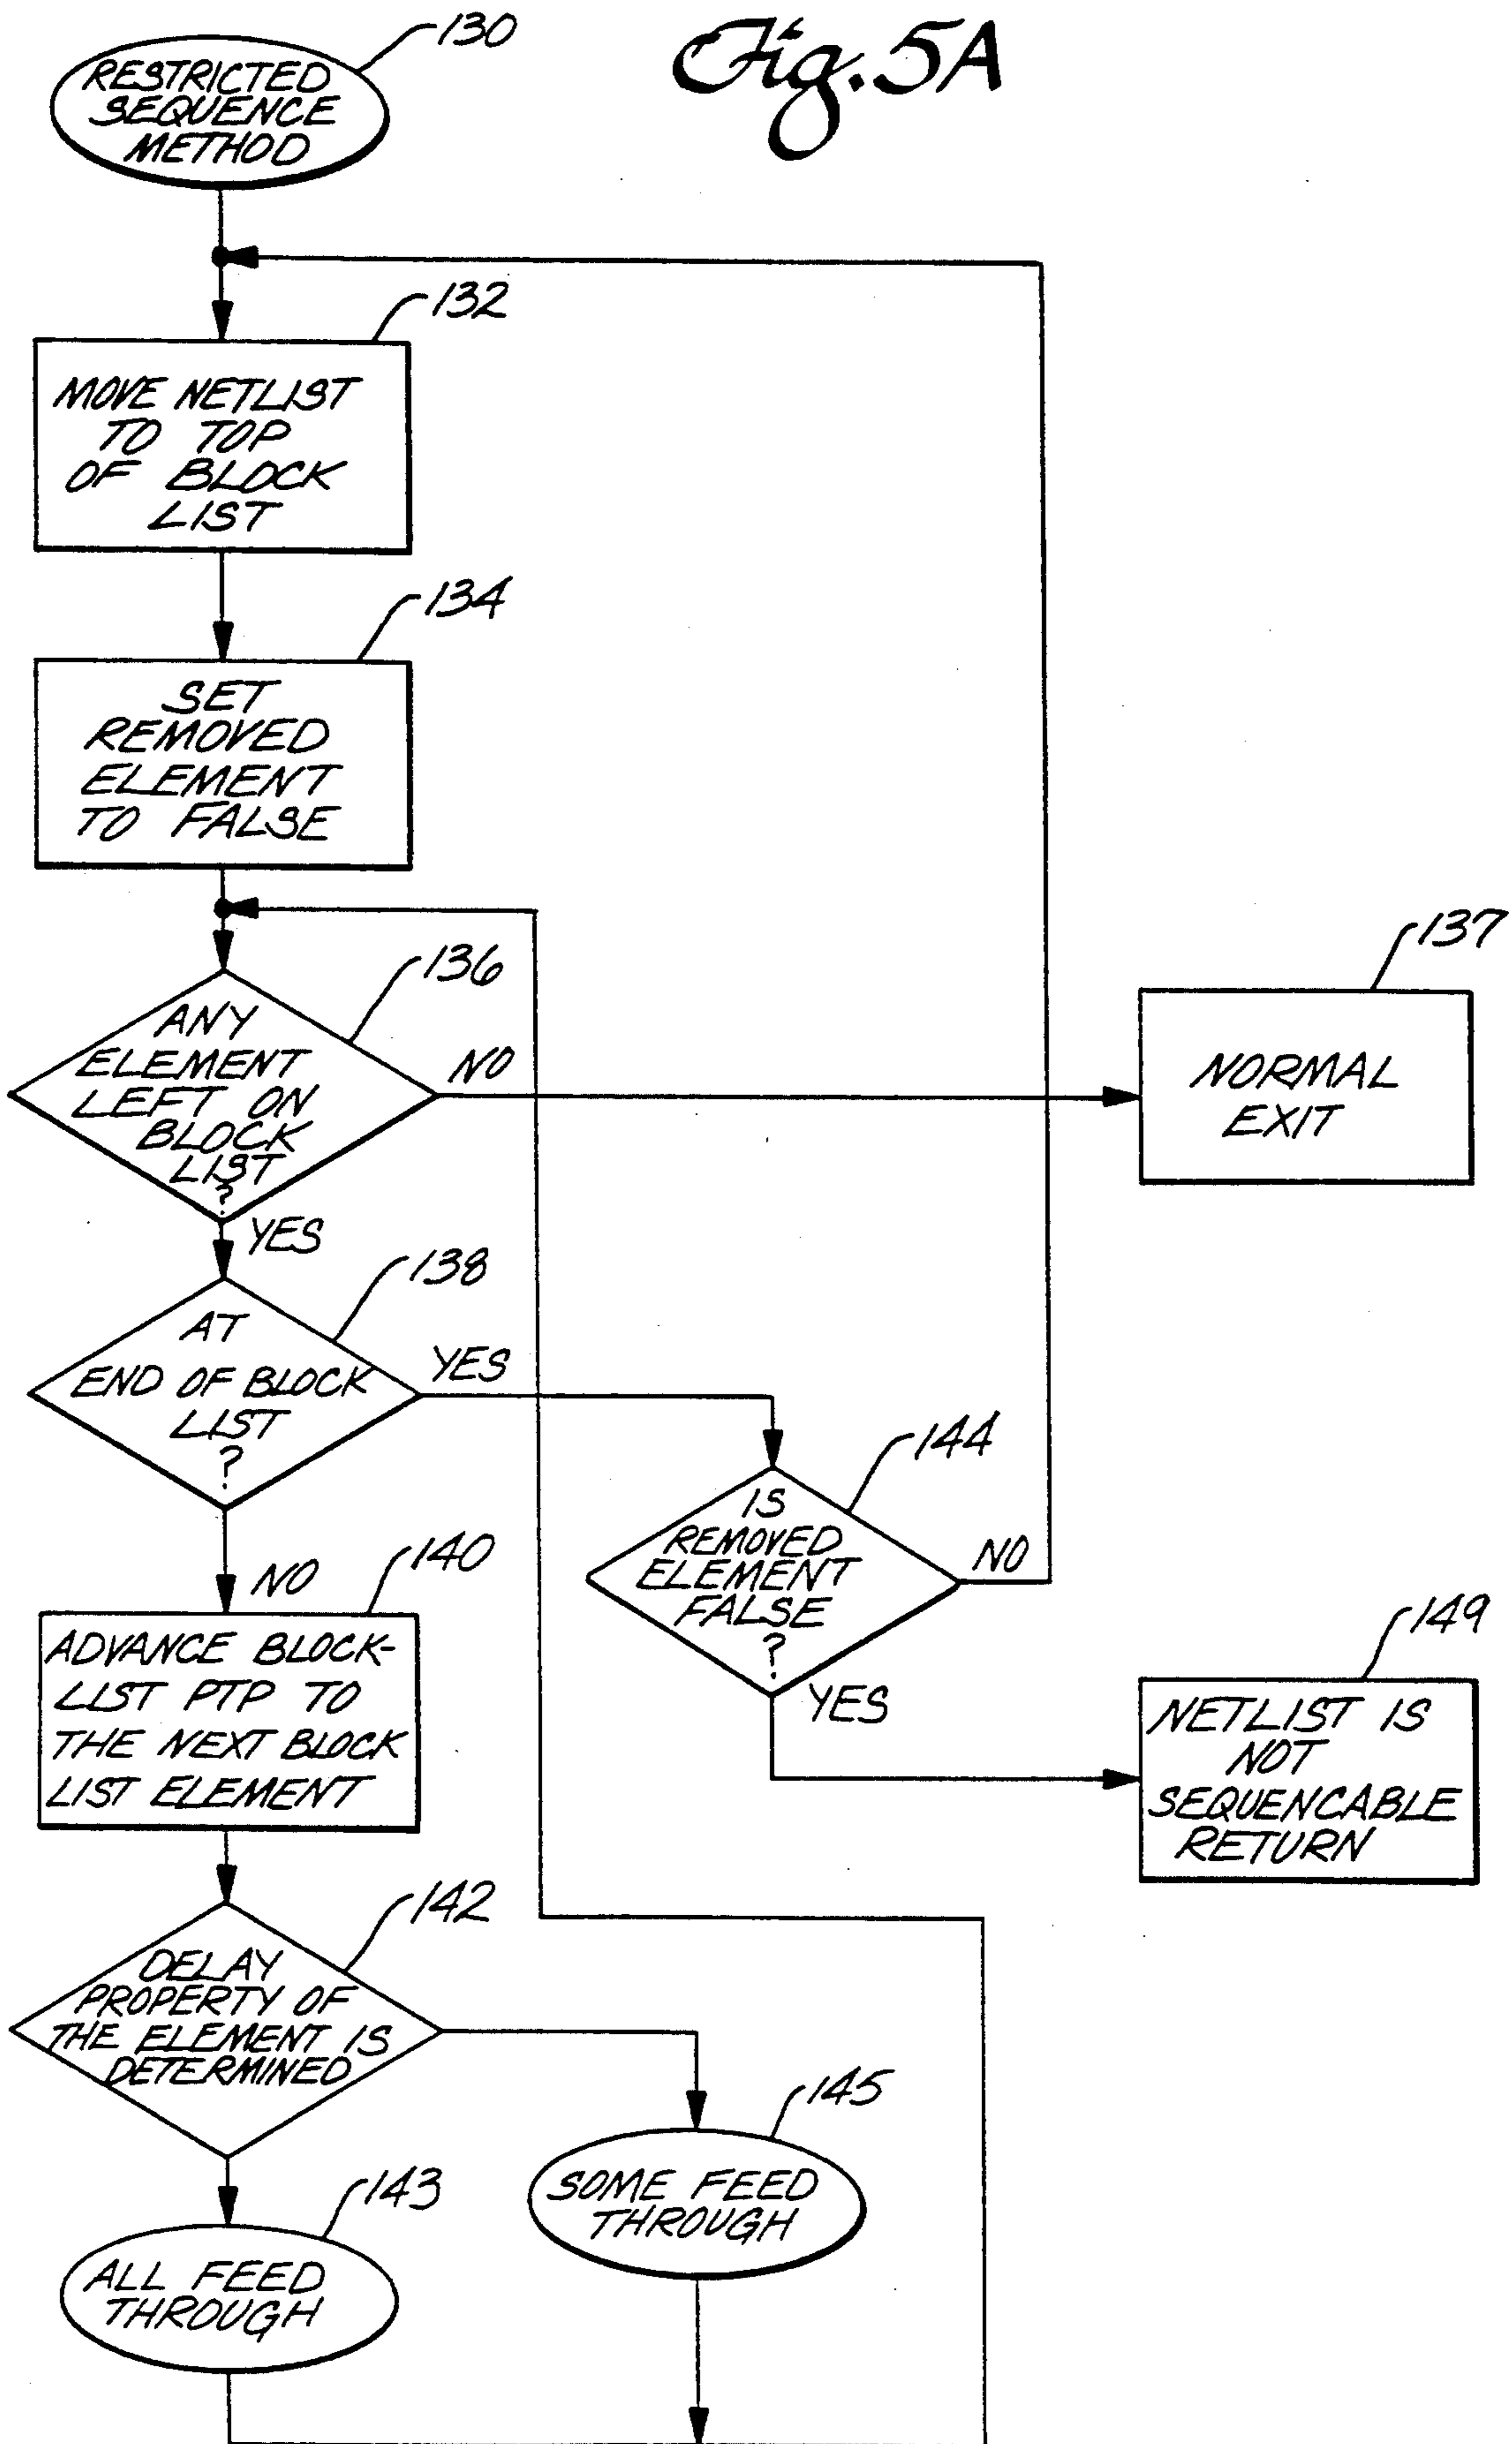 Fig. 5A
130
RESTRICTED
SEQUENCE
METHOD
132
MOVE NETLIST
TO TOP
OF BLOCK
LIST
134
SET
REMOVED
ELEMENT
TO FALSE
136
ANY
ELEMENT
LEFT ON
BLOCK
LIST
?
NO
YES
137
NORMAL
EXIT
138
AT
END OF BLOCK
LIST
?
YES
NO
144
IS
REMOVED
ELEMENT
FALSE
?
NO
YES
140
ADVANCE BLOCK-
LIST PTP TO
THE NEXT BLOCK
LIST ELEMENT
149
NETLIST IS
NOT
SEQUENCABLE
RETURN
142
DELAY
PROPERTY OF
THE ELEMENT IS
DETERMINED
145
SOME FEED
THROUGH
143
ALL FEED
THROUGH